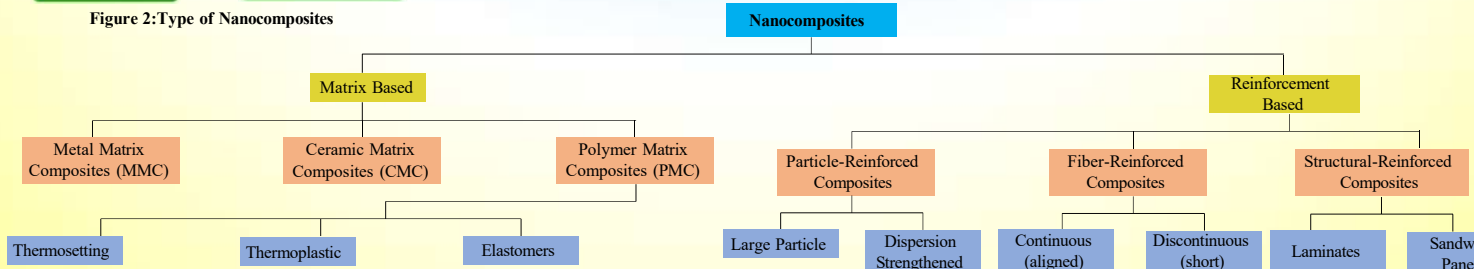 Figure 2:Type of Nanocomposites
Nanocomposites
Matrix Based
Reinforcement
Based
Metal Matrix
Composites (MMC)
Ceramic Matrix
Composites (CMC)
Polymer Matrix
Composites (PMC)
Particle-Reinforced
Composites
Fiber-Reinforced
Composites
Structural-Reinforced
Composites
Thermosetting
Thermoplastic
Elastomers
Large Particle
Dispersion
Strengthened
Continuous
(aligned)
Discontinuous
(short)
Laminates